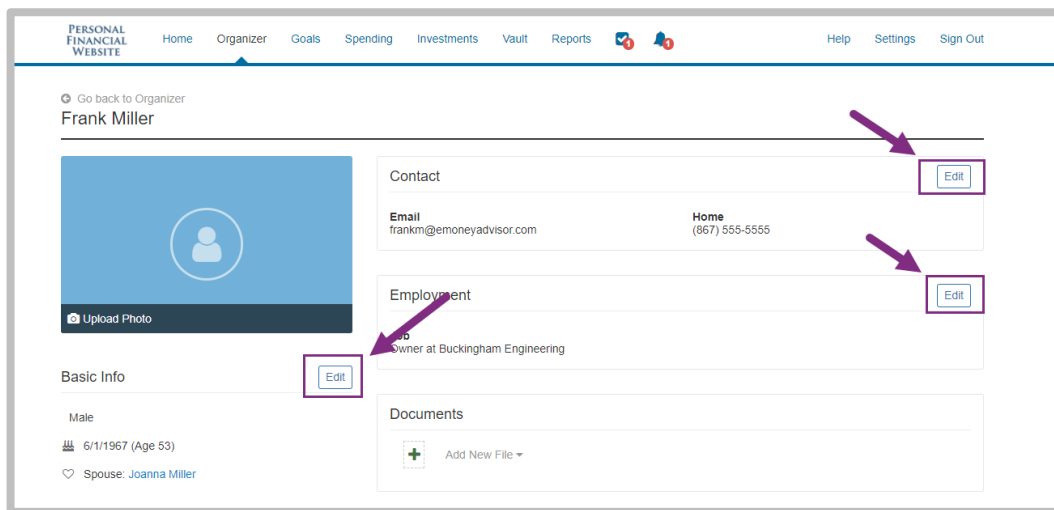 PERSONAL
FINANCIAL
WEBSITE
Home Organizer Goals Spending Investments Vault Reports 1 1 Help Settings Sign Out
Go back to Organizer
Frank Miller
Upload Photo
Basic Info Edit
Male
6/1/1967 (Age 53)
Spouse: Joanna Miller
Contact Edit
Email Home
frankm@emoneyadvisor.com (867) 555-5555
Employment Edit
Owner at Buckingham Engineering
Documents
Add New File